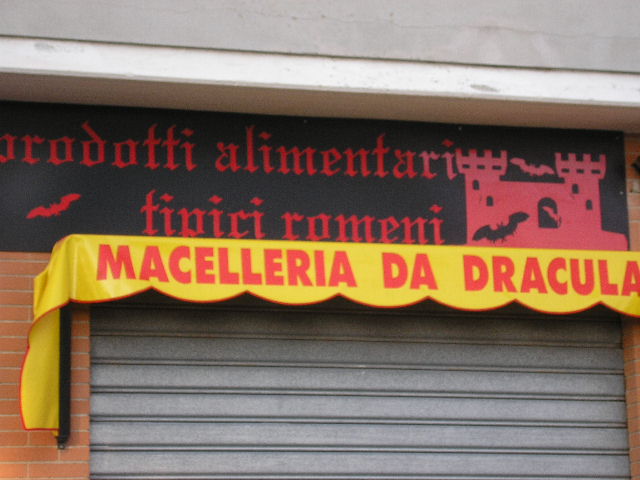 prodotti alimentari
tipici romeni
MACELLERIA DA DRACULA